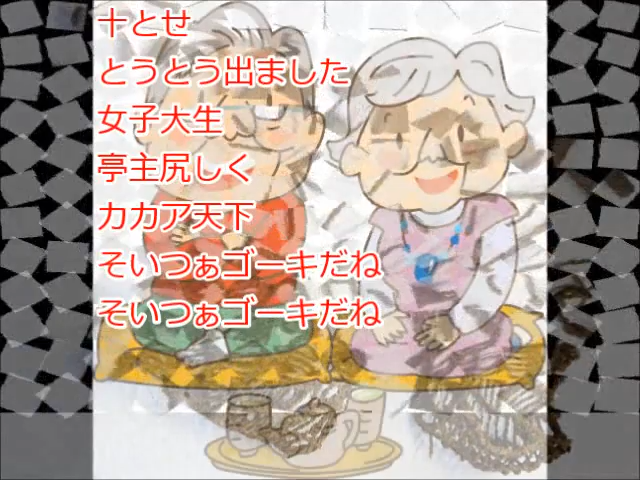 十とせ
とうとう出ました
女子大生
亭主尻しく
カカア天下
そいつぁゴーキだね
そいつぁゴーキだね